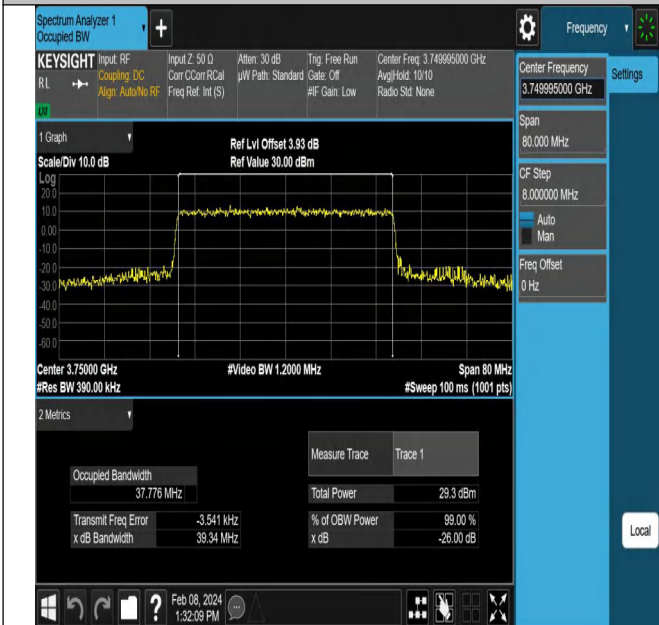 Spectrum Analyzer 1
Occupied BW
+
Frequency
KEYSIGHT
RL
LXI
Input: RF
Coupling: DC
Align: Auto/No RF
Input Z: 50 Ω
Corr CCorr RCal
Freq Ref: Int (S)
Atten: 30 dB
µW Path: Standard
Trig: Free Run
Gate: Off
#IF Gain: Low
Center Freq: 3.749995000 GHz
Avg|Hold: 10/10
Radio Std: None
Center Frequency
3.749995000 GHz
Settings
Span
80.000 MHz
CF Step
8.000000 MHz
Auto
Man
Freq Offset
0 Hz
1 Graph
Scale/Div 10.0 dB
Ref Lvl Offset 3.93 dB
Ref Value 30.00 dBm
Log
20.0
10.0
0.00
-10.0
-20.0
-30.0
-40.0
-50.0
-60.0
Center 3.75000 GHz
#Video BW 1.2000 MHz
Span 80 MHz
#Res BW 390.00 kHz
#Sweep 100 ms (1001 pts)
2 Metrics
Measure Trace Trace 1
Occupied Bandwidth
37.776 MHz
Total Power 29.3 dBm
Transmit Freq Error -3.541 kHz
% of OBW Power 99.00 %
x dB Bandwidth 39.34 MHz
x dB -26.00 dB
Local
?
Feb 08, 2024
1:32:09 PM